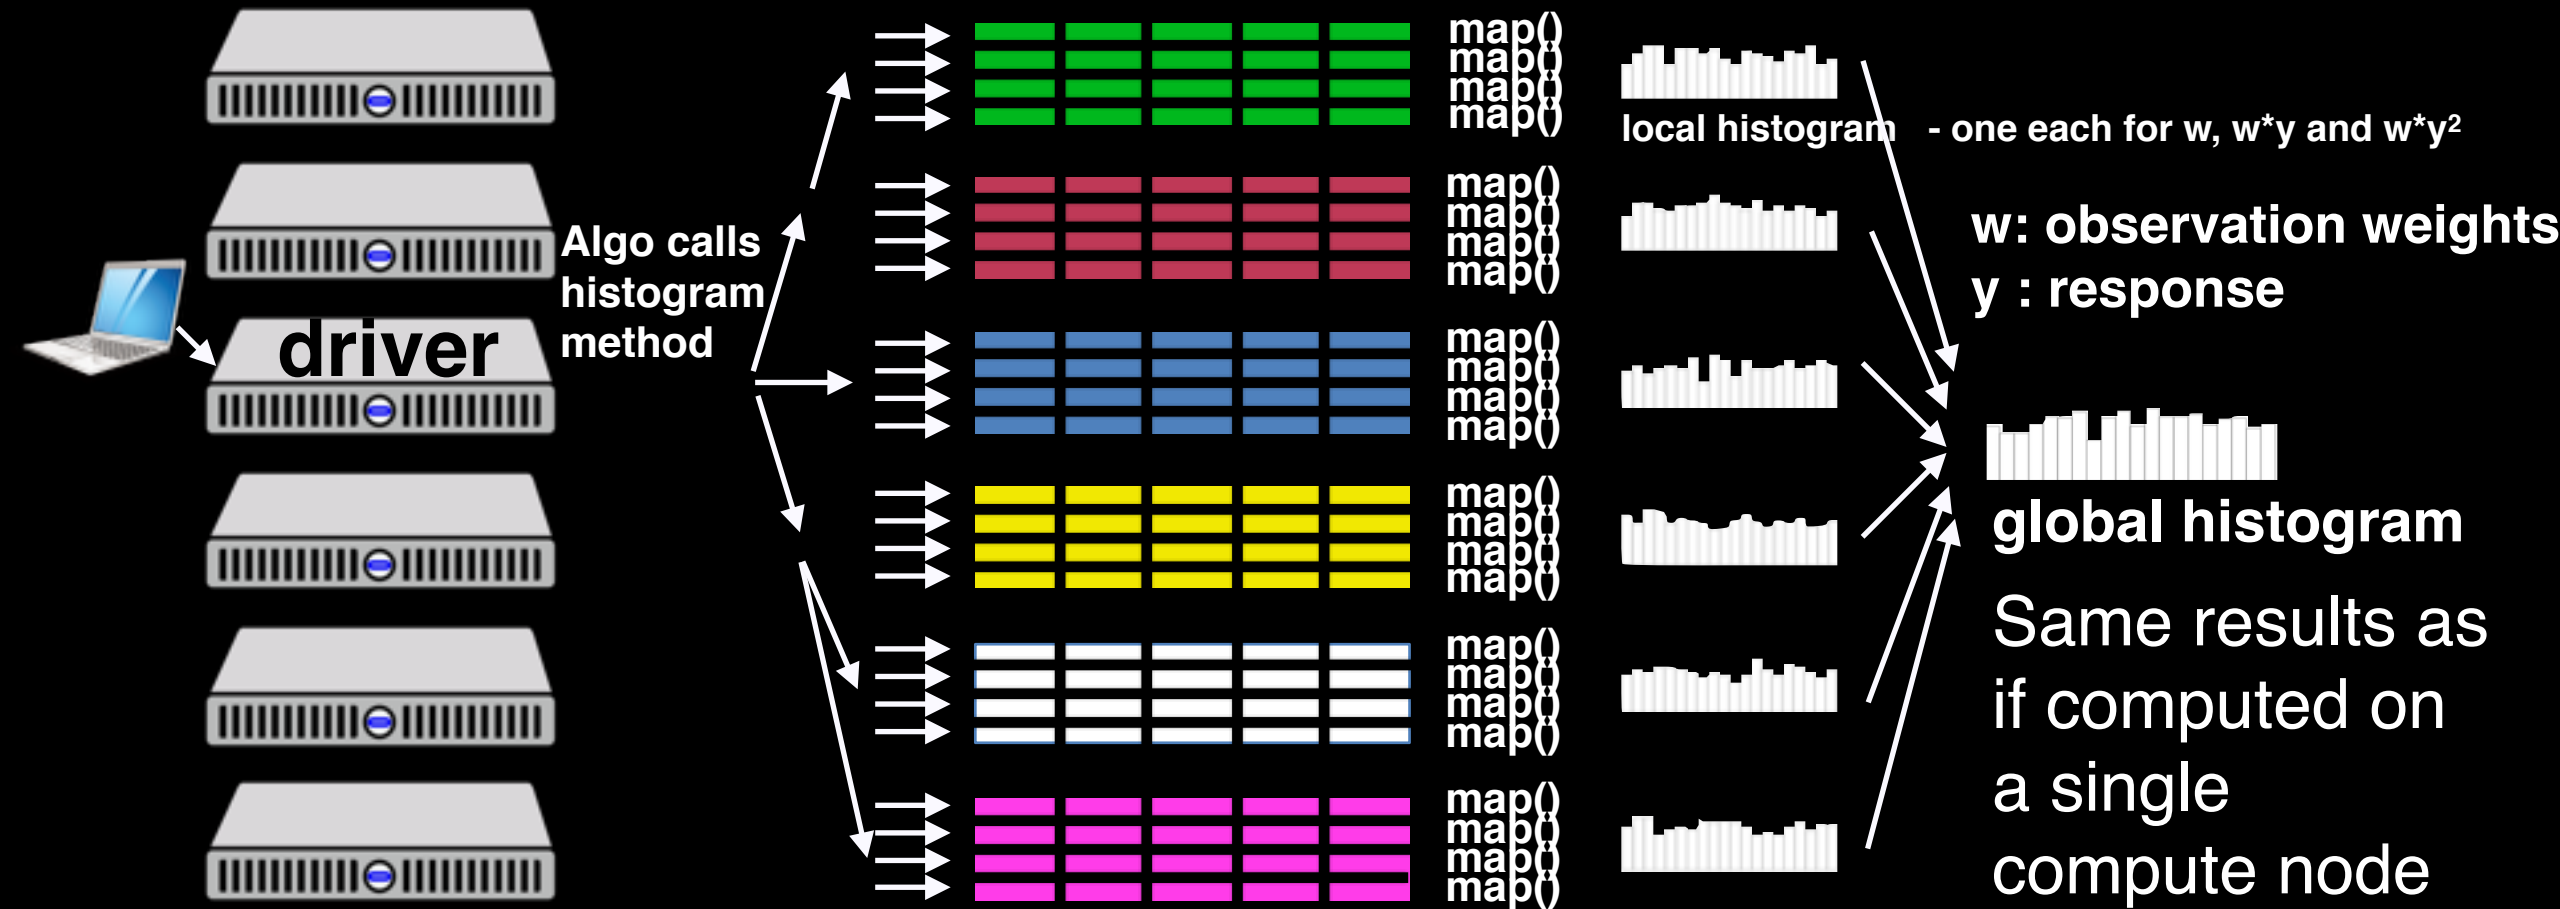 map()
map()
map()
map()
local histogram - one each for w, w*y and w*y²
map()
map()
map()
map()
w: observation weights
y : response
Algo calls
histogram
method
driver
map()
map()
map()
map()
map()
map()
map()
map()
global histogram
Same results as
if computed on
a single
compute node
map()
map()
map()
map()
map()
map()
map()
map()